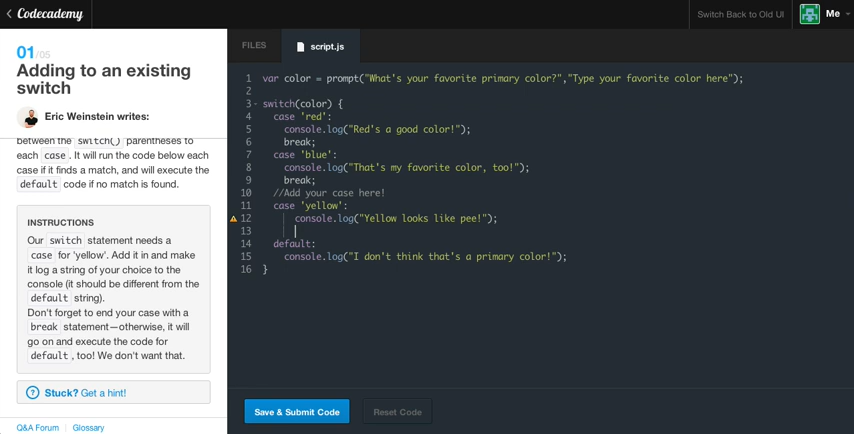 Codecademy
Switch Back to Old UI
Me
01/05
Adding to an existing
switch
Eric Weinstein writes:
between the switch() parentheses to
each case. It will run the code below each
case if it finds a match, and will execute the
default code if no match is found.
INSTRUCTIONS
Our switch statement needs a
case for 'yellow'. Add it in and make
it log a string of your choice to the
console (it should be different from the
default string).
Don't forget to end your case with a
break statement—otherwise, it will
go on and execute the code for
default, too! We don't want that.
? Stuck? Get a hint!
Q&A Forum | Glossary
FILES
script.js
1 var color = prompt("What's your favorite primary color?","Type your favorite color here");
2
3 switch(color) {
4 case 'red':
5 console.log("Red's a good color!");
6 break;
7 case 'blue':
8 console.log("That's my favorite color, too!");
9 break;
10 //Add your case here!
11 case 'yellow':
12 console.log("Yellow looks like pee!");
13
14 default:
15 console.log("I don't think that's a primary color!");
16 }
Save & Submit Code
Reset Code